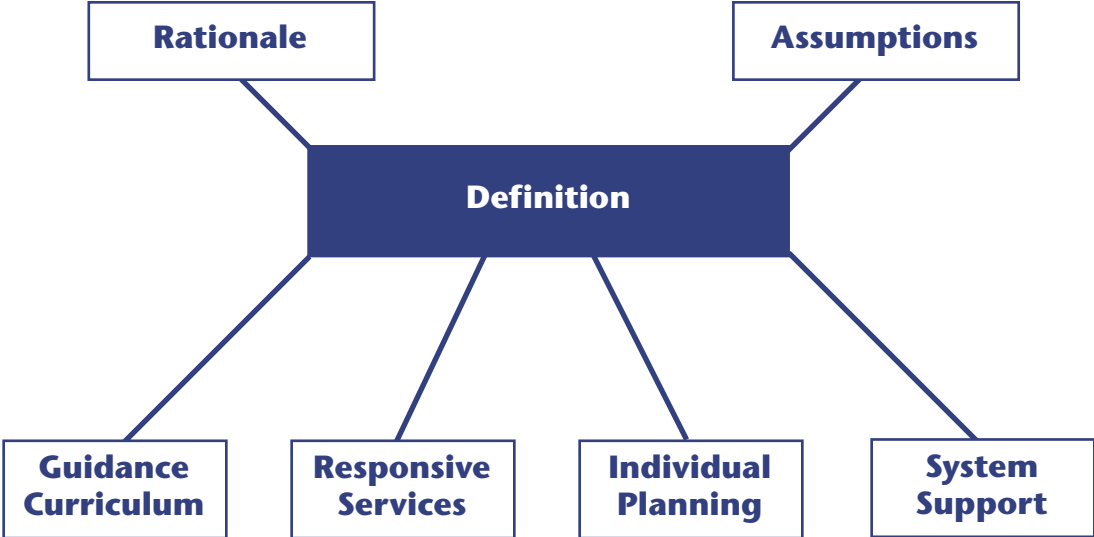 Rationale
Assumptions
Definition
Guidance
Curriculum
Responsive
Services
Individual
Planning
System
Support